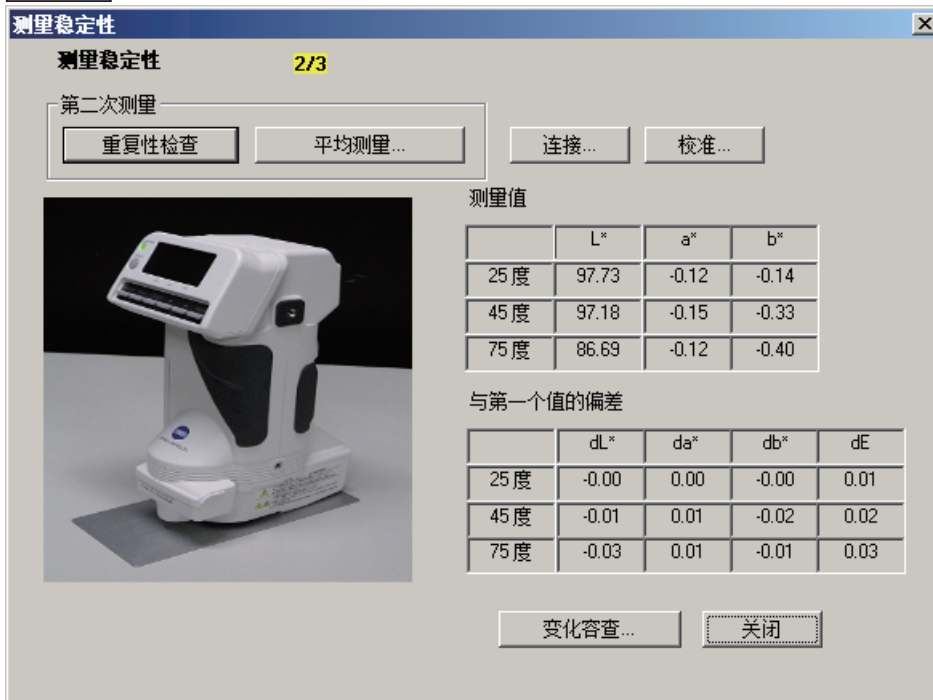 测量稳定性
测量稳定性 2/3
第二次测量
重复性检查 平均测量... 连接... 校准...
测量值
L* a* b*
25度 97.73 -0.12 -0.14
45度 97.18 -0.15 -0.33
75度 86.69 -0.12 -0.40
与第一个值的偏差
dL* da* db* dE
25度 -0.00 0.00 -0.00 0.01
45度 -0.01 0.01 -0.02 0.02
75度 -0.03 0.01 -0.01 0.03
变化容查... 关闭